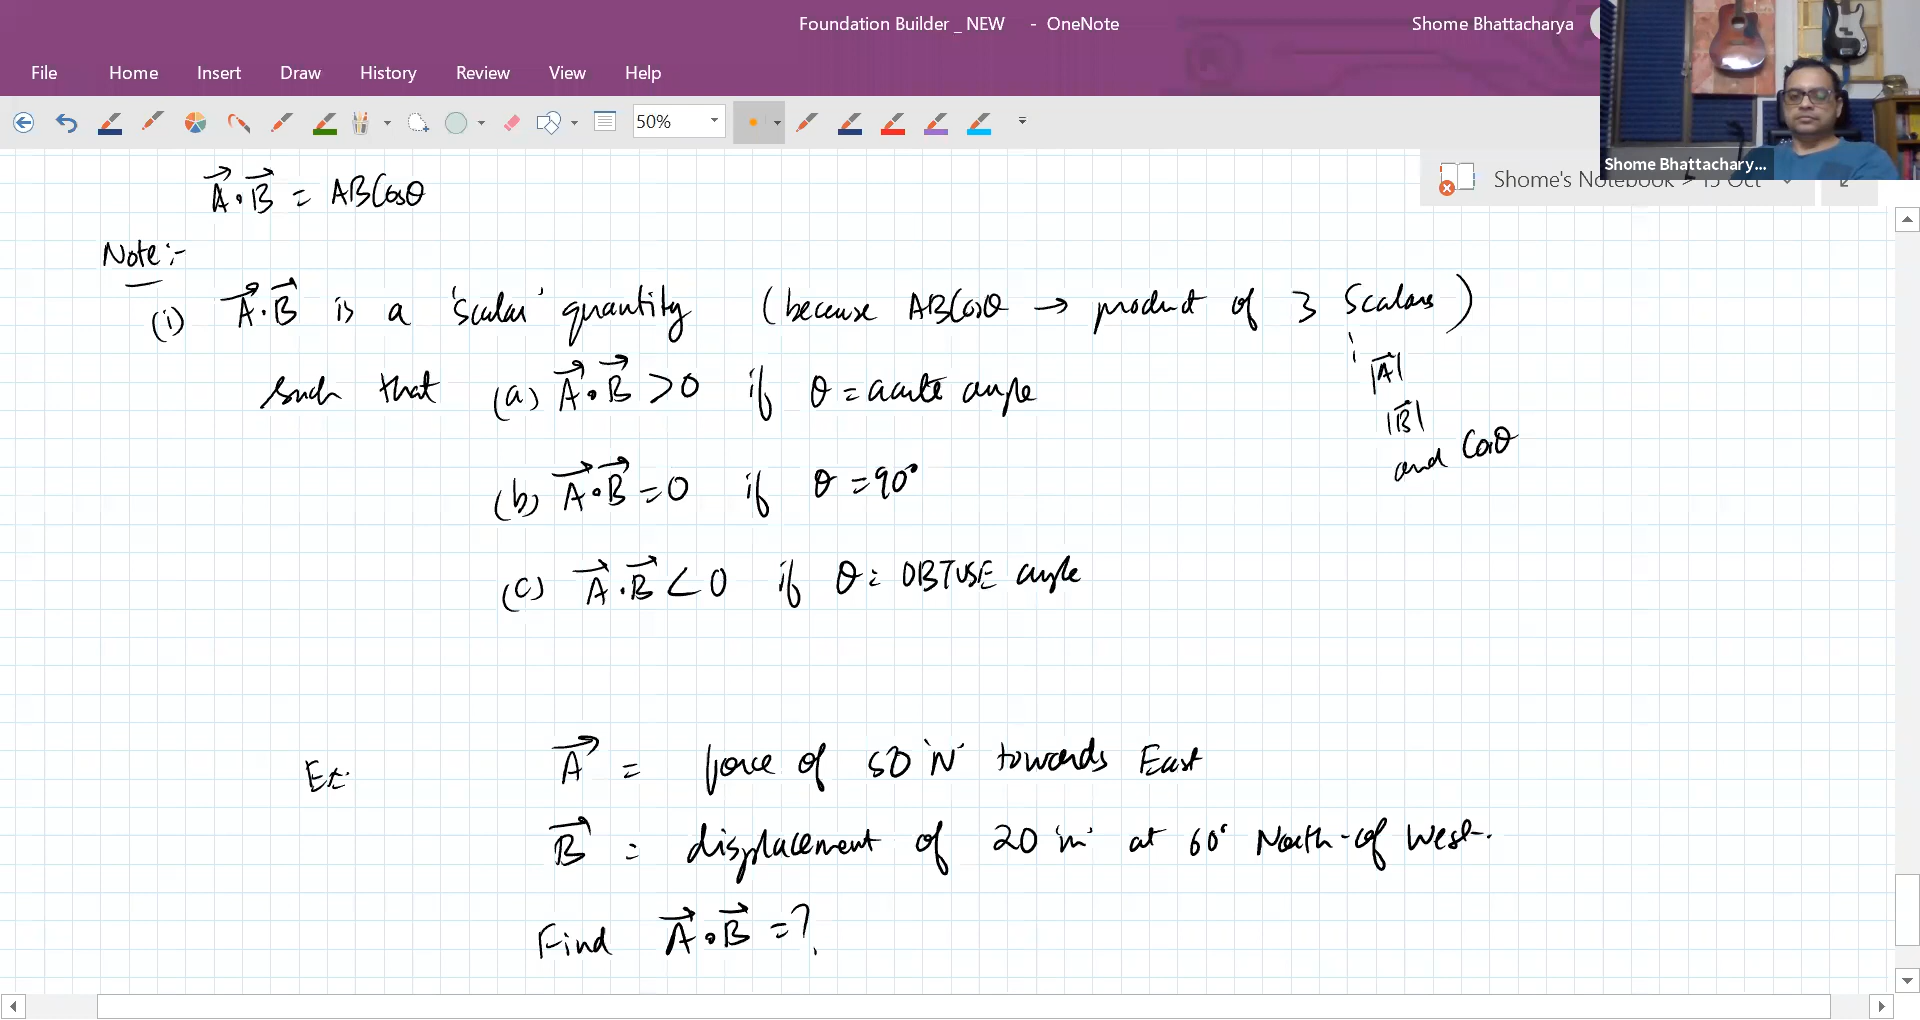 Foundation Builder _ NEW - OneNote
Shome Bhattacharya
File Home Insert Draw History Review View Help
50%
Shome Bhattachary...
Shome's Notebook > 15 Oct
A⃗·B⃗ = ABCosθ
Note:-
(i) A⃗·B⃗ is a 'scalar' quantity (because ABCosθ → product of 3 Scalars)
|A⃗|
|B⃗|
and Cosθ
such that (a) A⃗·B⃗ >0 if θ = acute angle
(b) A⃗·B⃗ =0 if θ =90°
(c) A⃗·B⃗ <0 if θ = OBTUSE angle
Ex: A⃗ = force of 50 'N' towards East
B⃗ = displacement of 20 'm' at 60° North-of West.
Find A⃗·B⃗ =?